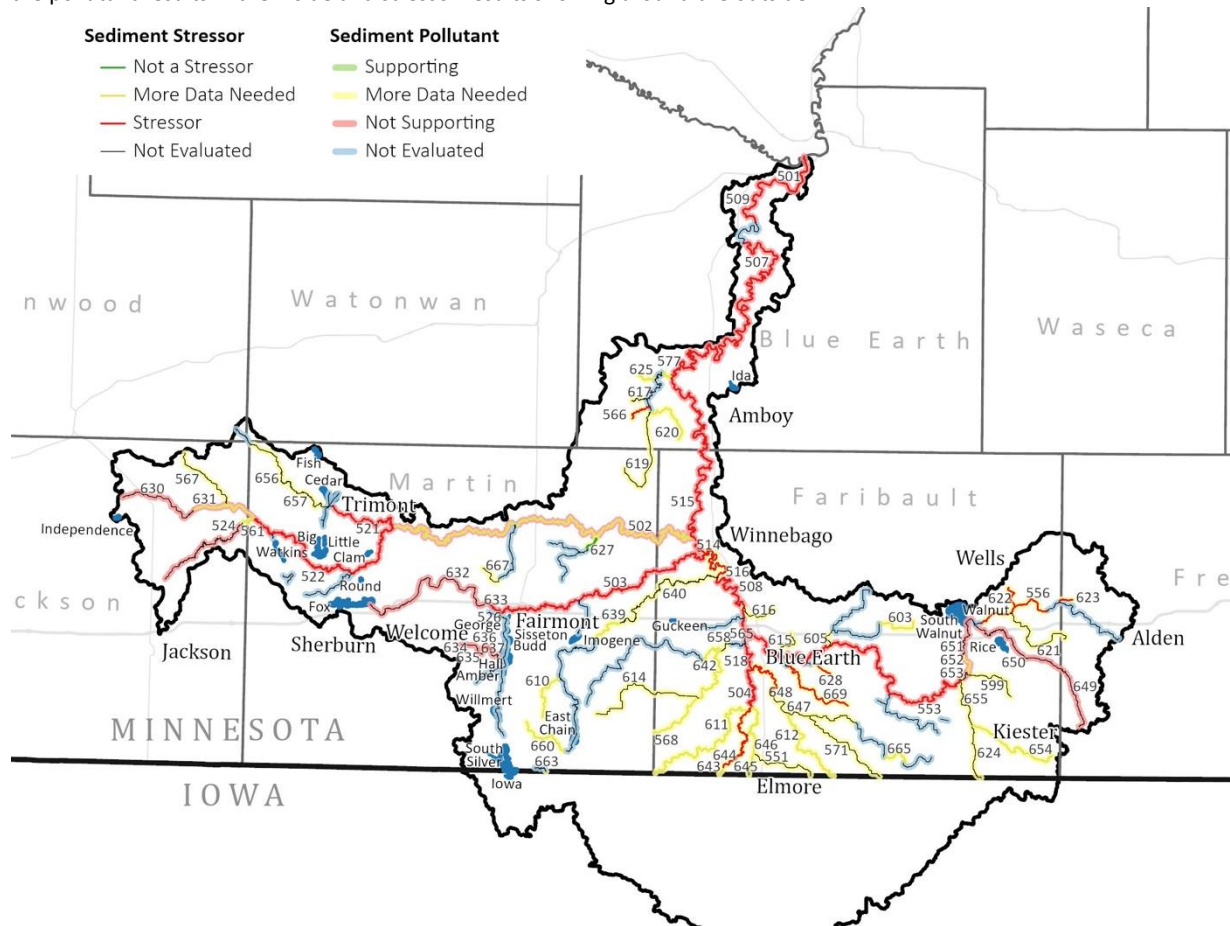 Sediment Stressor
Not a Stressor
More Data Needed
Stressor
Not Evaluated
Sediment Pollutant
Supporting
More Data Needed
Not Supporting
Not Evaluated
501
509
507
nwood
Watonwan
Blue Earth
Waseca
577
625
617
566
620
619
Ida
Amboy
Fish
Cedar
Martin
Faribault
567
656
657
Trimont
630
631
Independence
524
561
521
Big
Little
Watkins
Clam
502
515
Winnebago
514
627
667
522
Round
Fox
632
633
503
516
508
640
639
616
Wells
ckson
Sherburn
Welcome
Jackson
526
George
Fairmont
636
Sisseton
634
637
Budd
635
Hall
Amber
Imogene
Guckeen
658
565
615
605
603
622
556
623
Walnut
South
Walnut
Rice
Alden
Fre
Blue Earth
518
642
610
614
Willmert
504
648
628
669
647
651
652
653
650
621
649
599
655
553
MINNESOTA
East
Chain
611
612
Kiester
568
660
663
South
Silver
Iowa
644
643
645
646
551
571
665
624
654
IOWA
Elmore